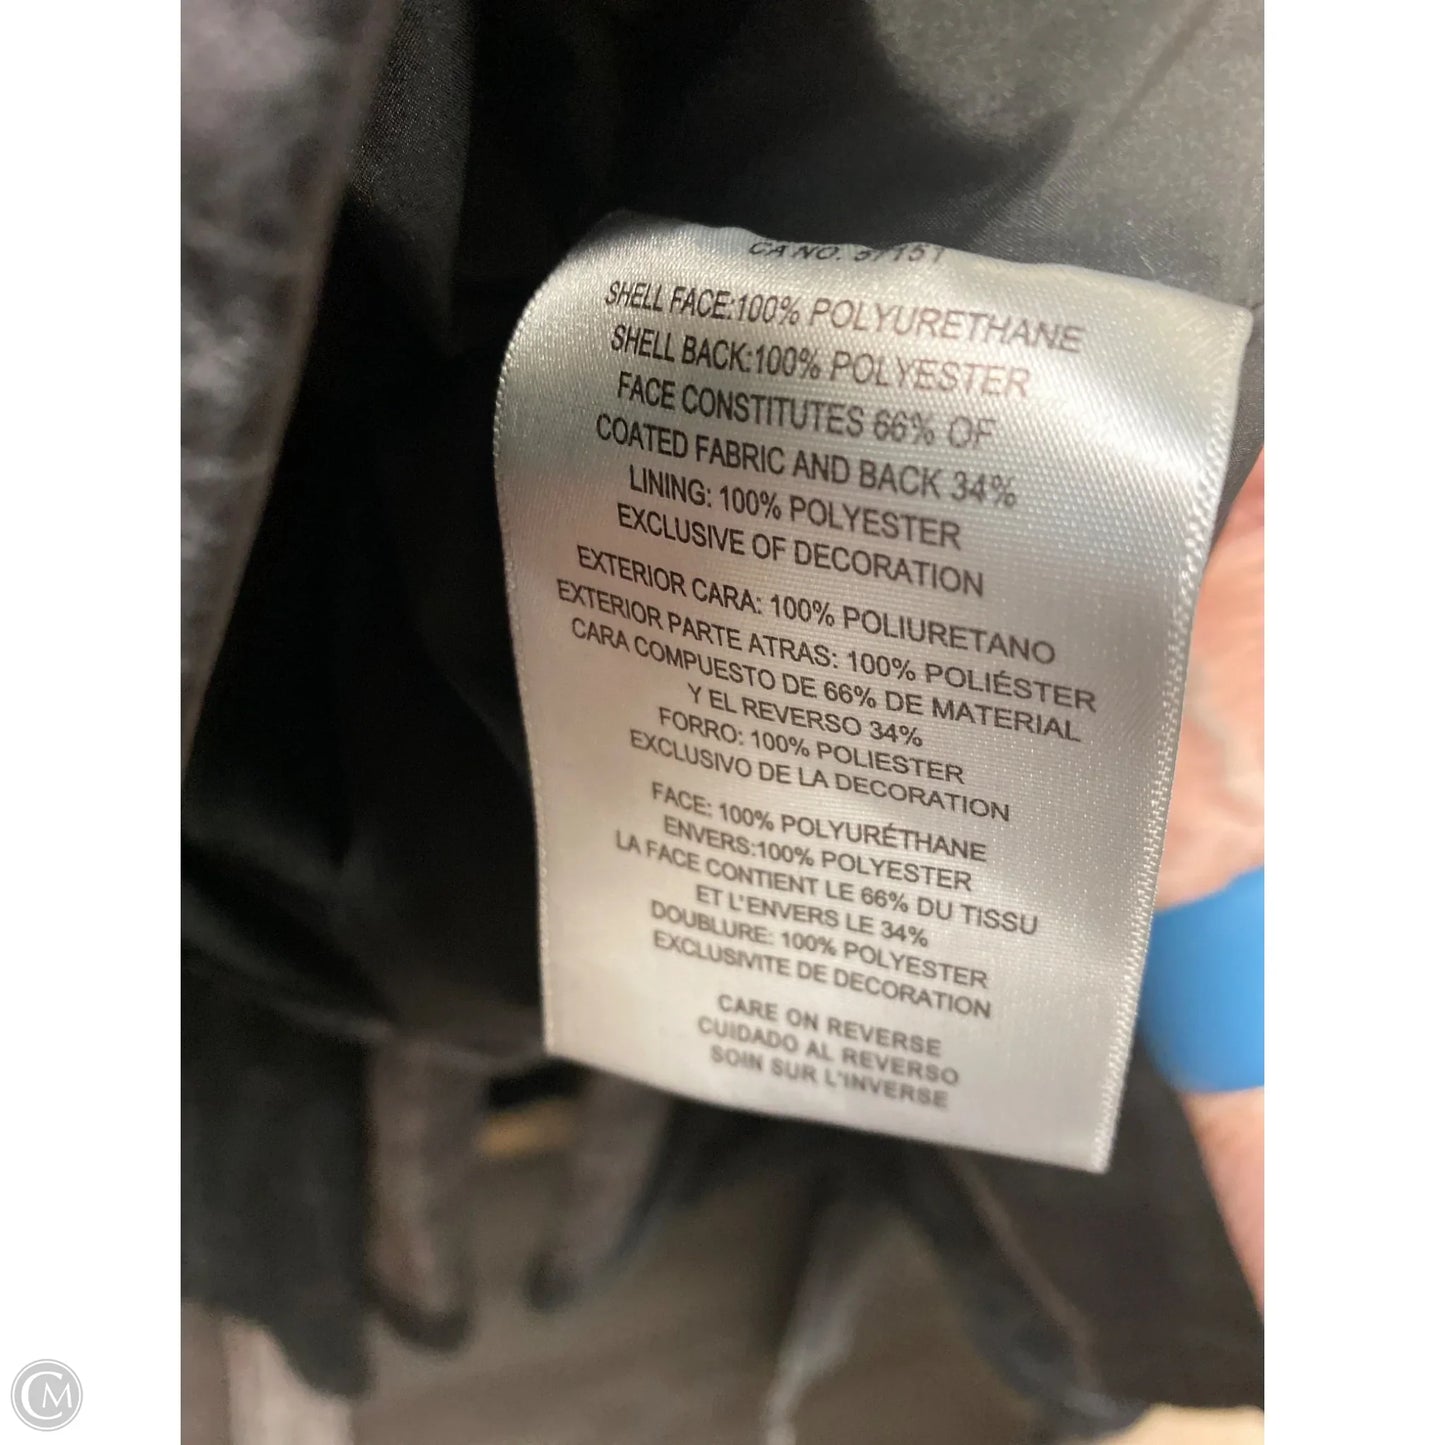 CA NO. 57151
SHELL FACE:100% POLYURETHANE
SHELL BACK:100% POLYESTER
FACE CONSTITUTES 66% OF
COATED FABRIC AND BACK 34%
LINING: 100% POLYESTER
EXCLUSIVE OF DECORATION
EXTERIOR CARA: 100% POLIURETANO
EXTERIOR PARTE ATRAS: 100% POLIÉSTER
CARA COMPUESTO DE 66% DE MATERIAL
Y EL REVERSO 34%
FORRO: 100% POLIESTER
EXCLUSIVO DE LA DECORATION
FACE: 100% POLYURÉTHANE
ENVERS:100% POLYESTER
LA FACE CONTIENT LE 66% DU TISSU
ET L'ENVERS LE 34%
DOUBLURE: 100% POLYESTER
EXCLUSIVITE DE DECORATION
CARE ON REVERSE
CUIDADO AL REVERSO
SOIN SUR L'INVERSE
CM